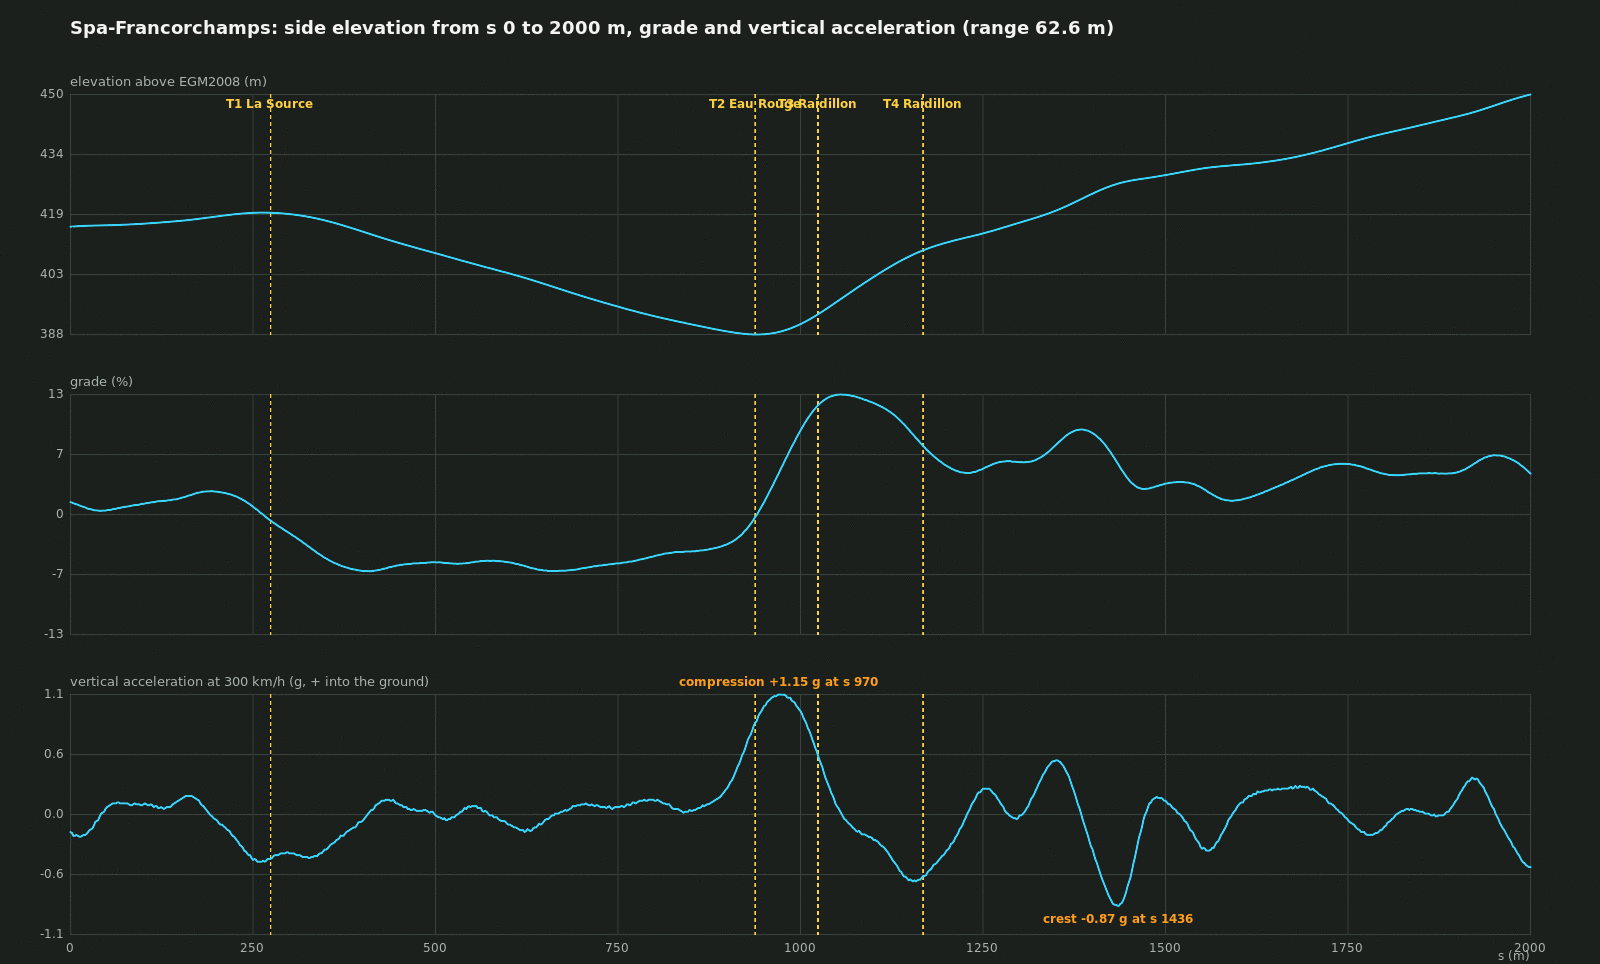 Spa-Francorchamps: side elevation from s 0 to 2000 m, grade and vertical acceleration (range 62.6 m)
elevation above EGM2008 (m)
450
T1 La Source T2 Eau Rouge T3 Raidillon T4 Raidillon
434
419
403
388
grade (%)
13
7
0
-7
-13
vertical acceleration at 300 km/h (g, + into the ground)
compression +1.15 g at s 970
1.1
0.6
0.0
-0.6
crest -0.87 g at s 1436
-1.1
0 250 500 750 1000 1250 1500 1750 2000
s (m)